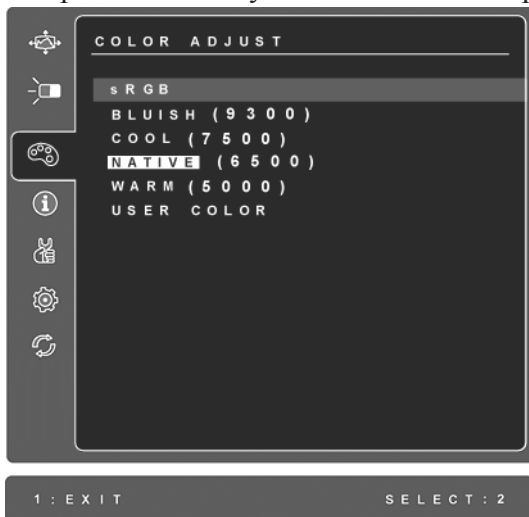 COLOR ADJUST
sRGB
BLUISH (9300)
COOL (7500)
NATIVE (6500)
WARM (5000)
USER COLOR
1:EXIT SELECT:2